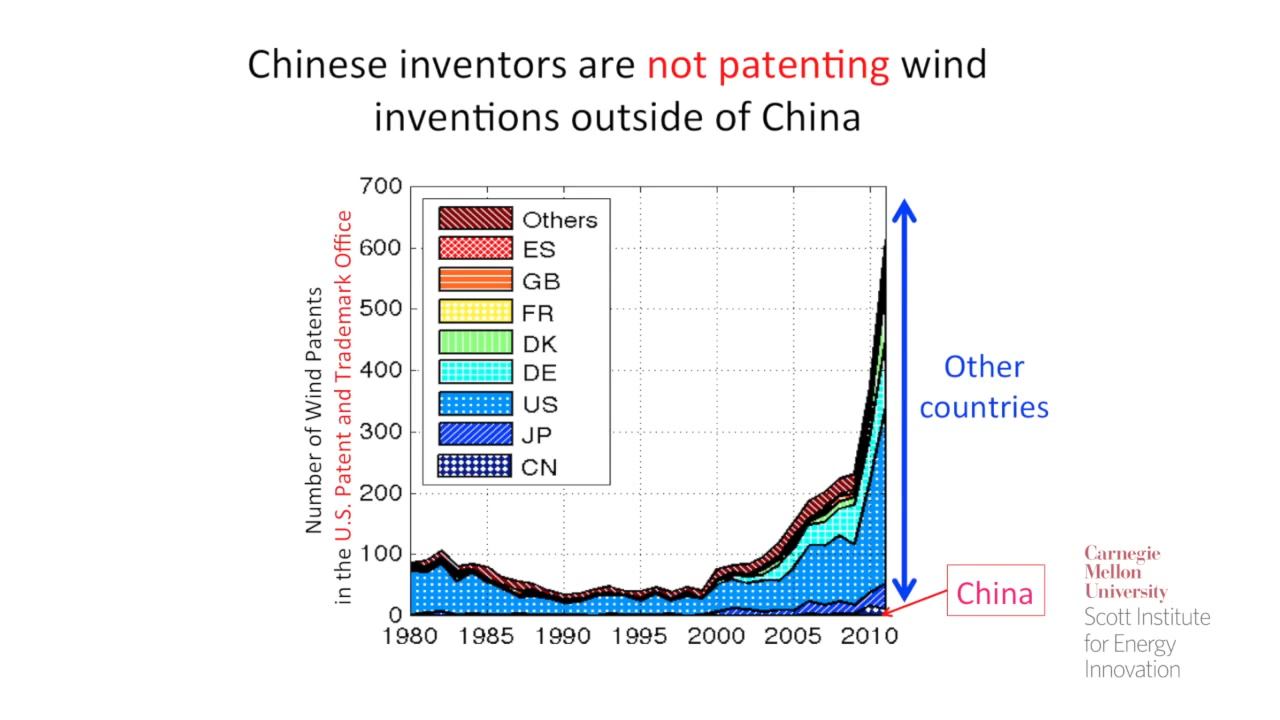 Chinese inventors are not patenting wind
inventions outside of China
Number of Wind Patents
in the U.S. Patent and Trademark Office
700
600
500
400
300
200
100
0
Others
ES
GB
FR
DK
DE
US
JP
CN
1980 1985 1990 1995 2000 2005 2010
Other
countries
China
Carnegie
Mellon
University
Scott Institute
for Energy
Innovation